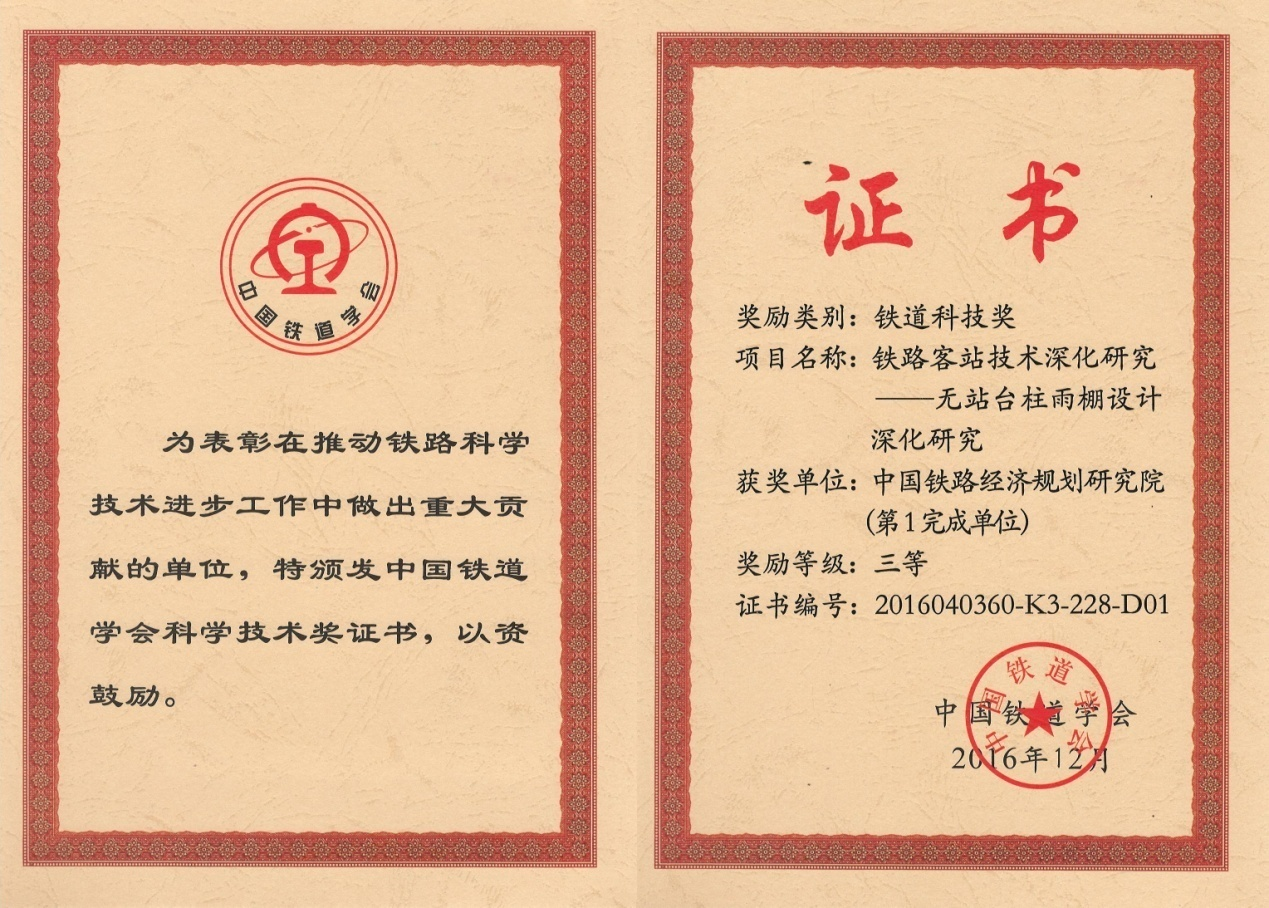 中国铁道学会
为表彰在推动铁路科学
技术进步工作中做出重大贡
献的单位，特颁发中国铁道
学会科学技术奖证书，以资
鼓励。
证 书
奖励类别：铁道科技奖
项目名称：铁路客站技术深化研究
——无站台柱雨棚设计
深化研究
获奖单位：中国铁路经济规划研究院
(第1完成单位)
奖励等级：三等
证书编号：2016040360-K3-228-D01
中国铁道学会
中国铁道学会
2016年12月